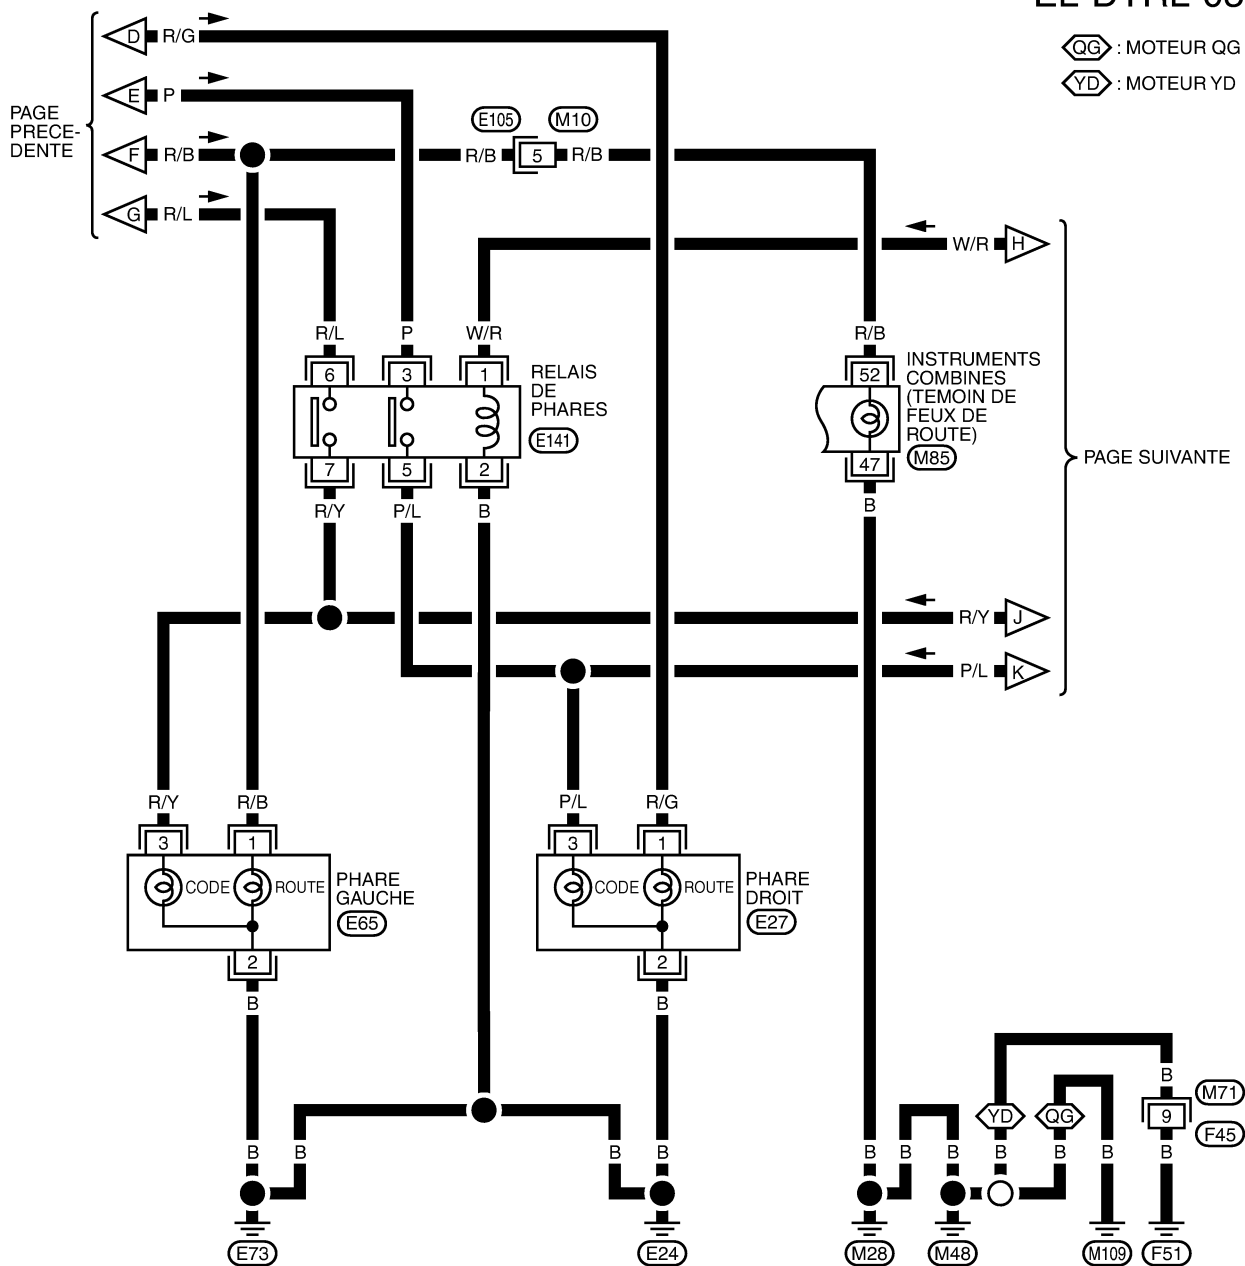 QG : MOTEUR QG
YD : MOTEUR YD
D R/G
E P
F R/B
G R/L
PAGE
PRECE-
DENTE
E105 M10
R/B 5 R/B
W/R H
R/L P W/R R/B
6 3 1
RELAIS
DE
PHARES
E141
7 5 2
R/Y P/L B
52
INSTRUMENTS
COMBINES
(TEMOIN DE
FEUX DE
ROUTE)
M85
47
B
PAGE SUIVANTE
R/Y J
P/L K
R/Y R/B P/L R/G
3 1
CODE ROUTE
PHARE
GAUCHE
E65
2
B
3 1
CODE ROUTE
PHARE
DROIT
E27
2
B
B
M71
YD QG 9
F45
B B B B B B B B B B B
E73 E24 M28 M48 M109 F51